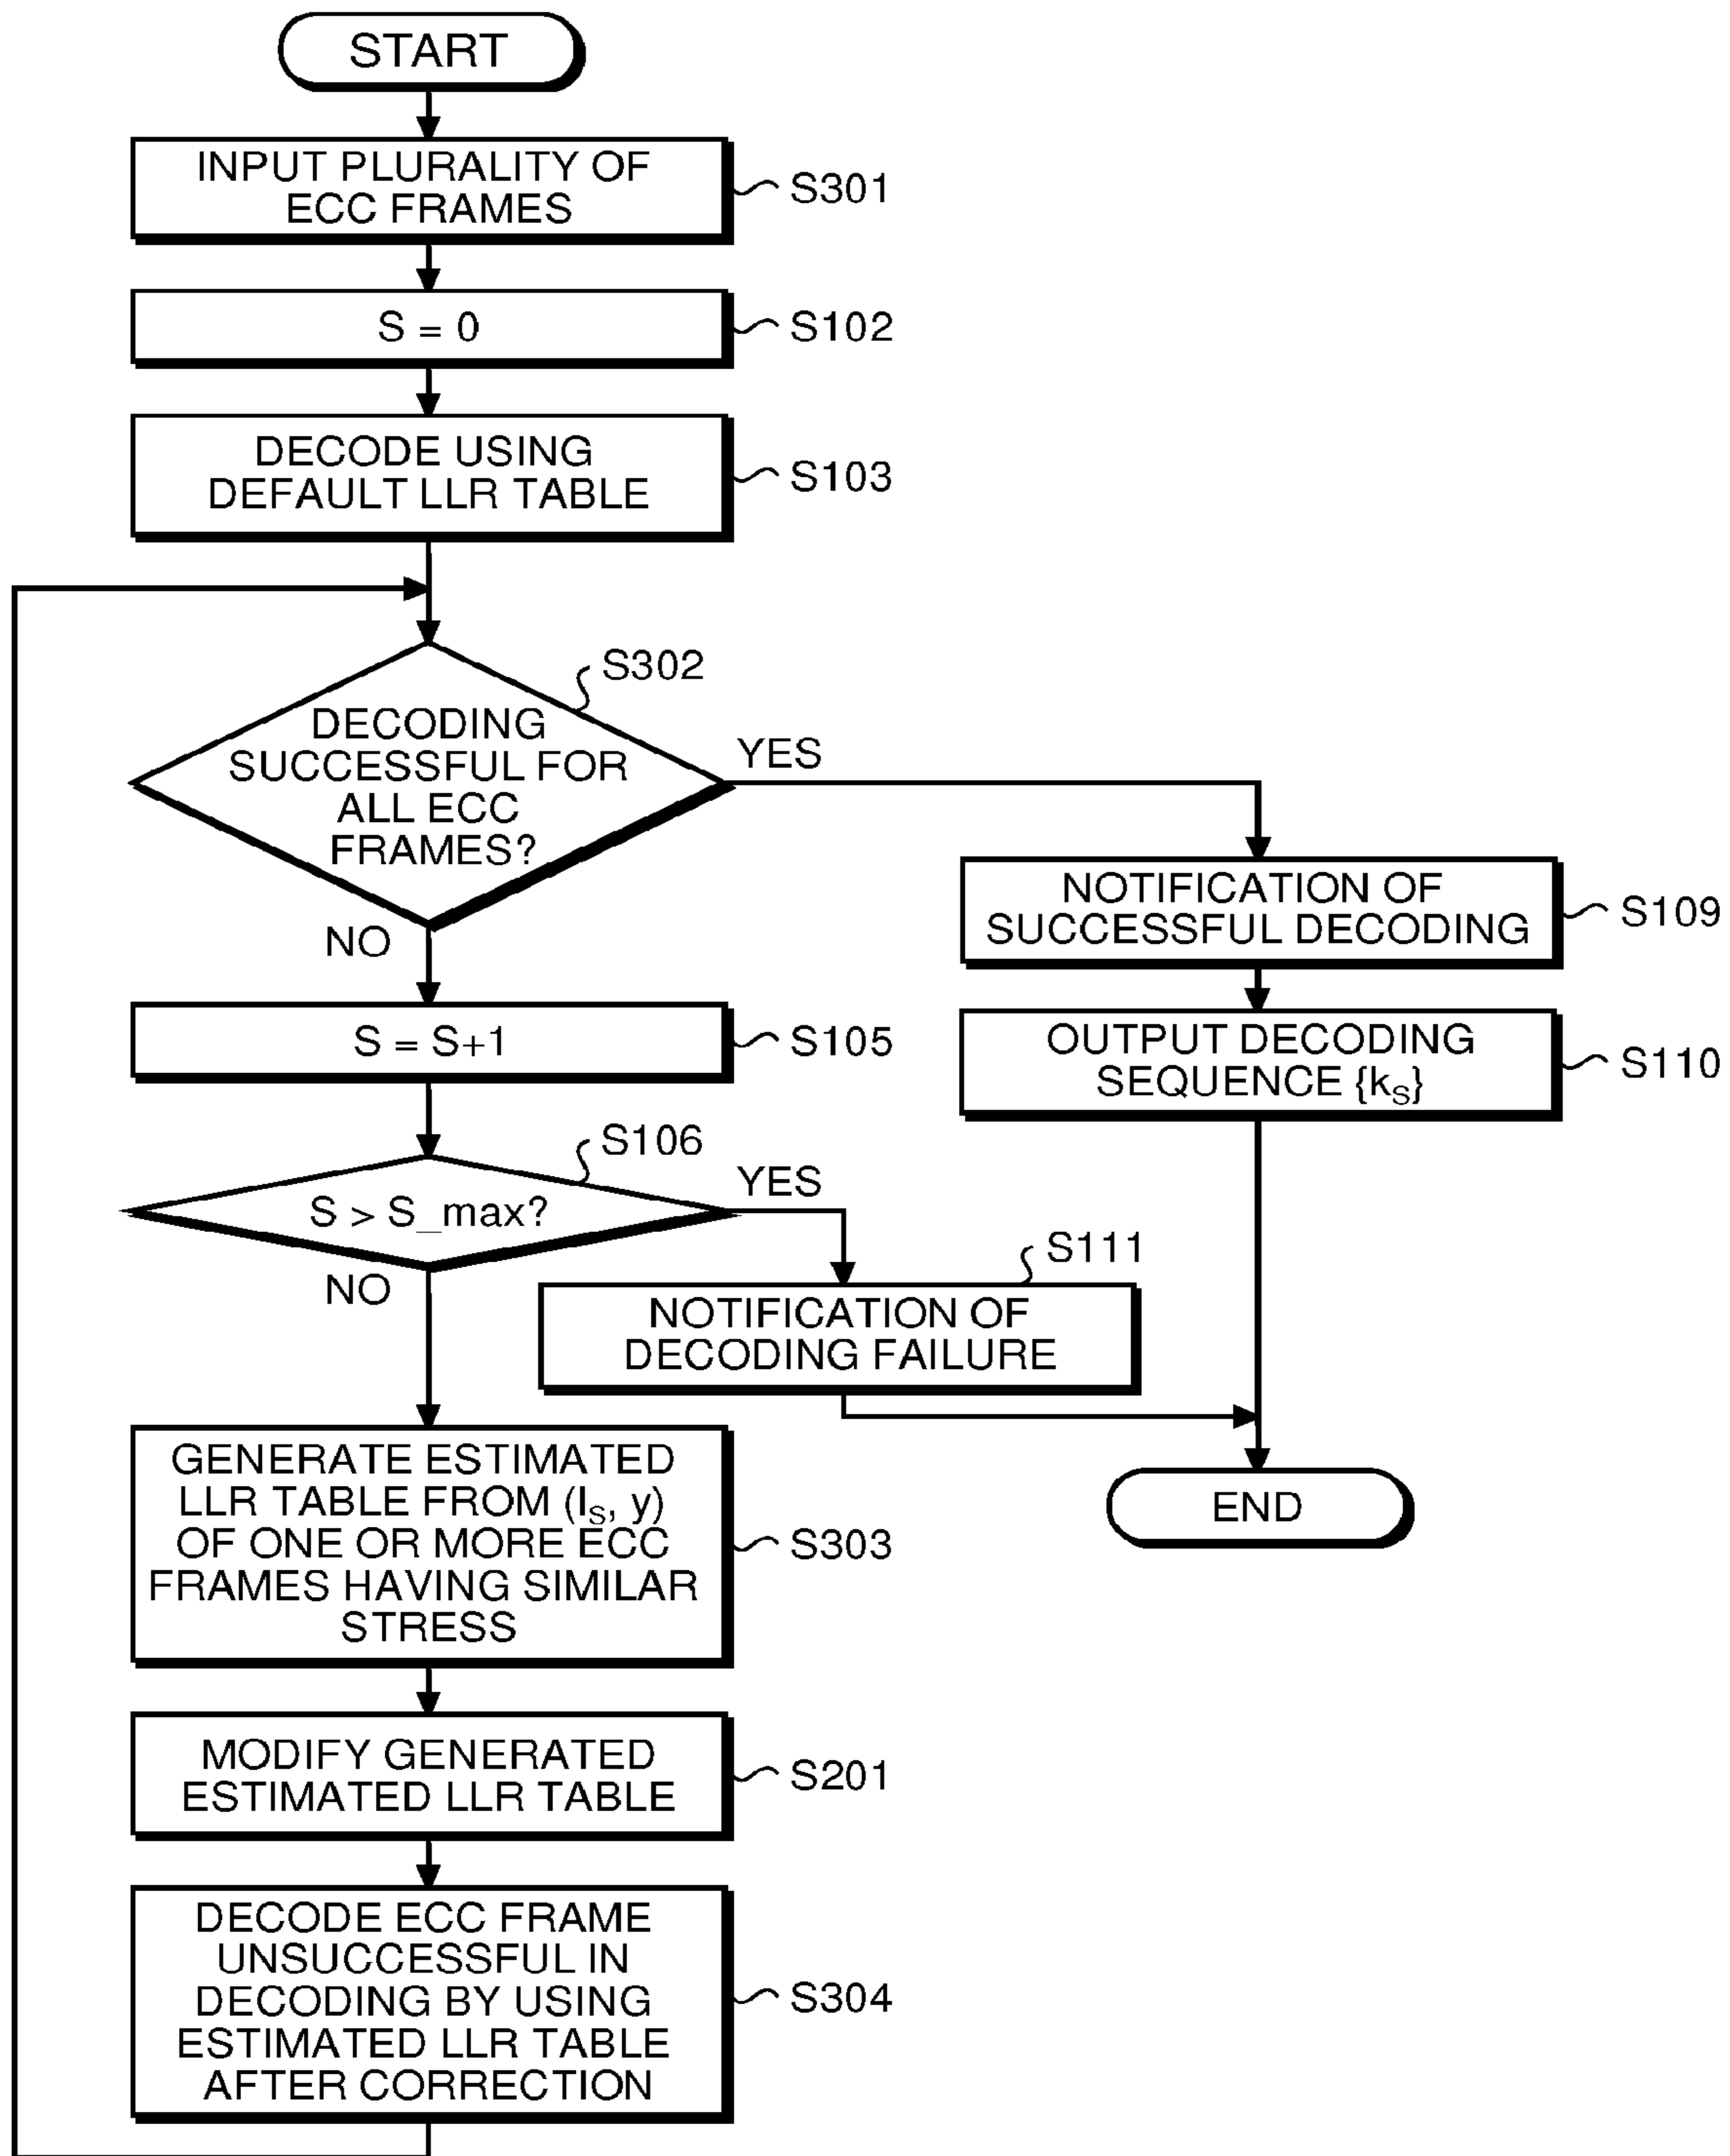 START
INPUT PLURALITY OF
ECC FRAMES
S301
S = 0
S102
DECODE USING
DEFAULT LLR TABLE
S103
S302
DECODING
SUCCESSFUL FOR
ALL ECC
FRAMES?
YES
NO
NOTIFICATION OF
SUCCESSFUL DECODING
S109
S = S+1
S105
OUTPUT DECODING
SEQUENCE {kS}
S110
S106
S > S_max?
YES
NO
S111
NOTIFICATION OF
DECODING FAILURE
GENERATE ESTIMATED
LLR TABLE FROM (IS, y)
OF ONE OR MORE ECC
FRAMES HAVING SIMILAR
STRESS
S303
END
MODIFY GENERATED
ESTIMATED LLR TABLE
S201
DECODE ECC FRAME
UNSUCCESSFUL IN
DECODING BY USING
ESTIMATED LLR TABLE
AFTER CORRECTION
S304